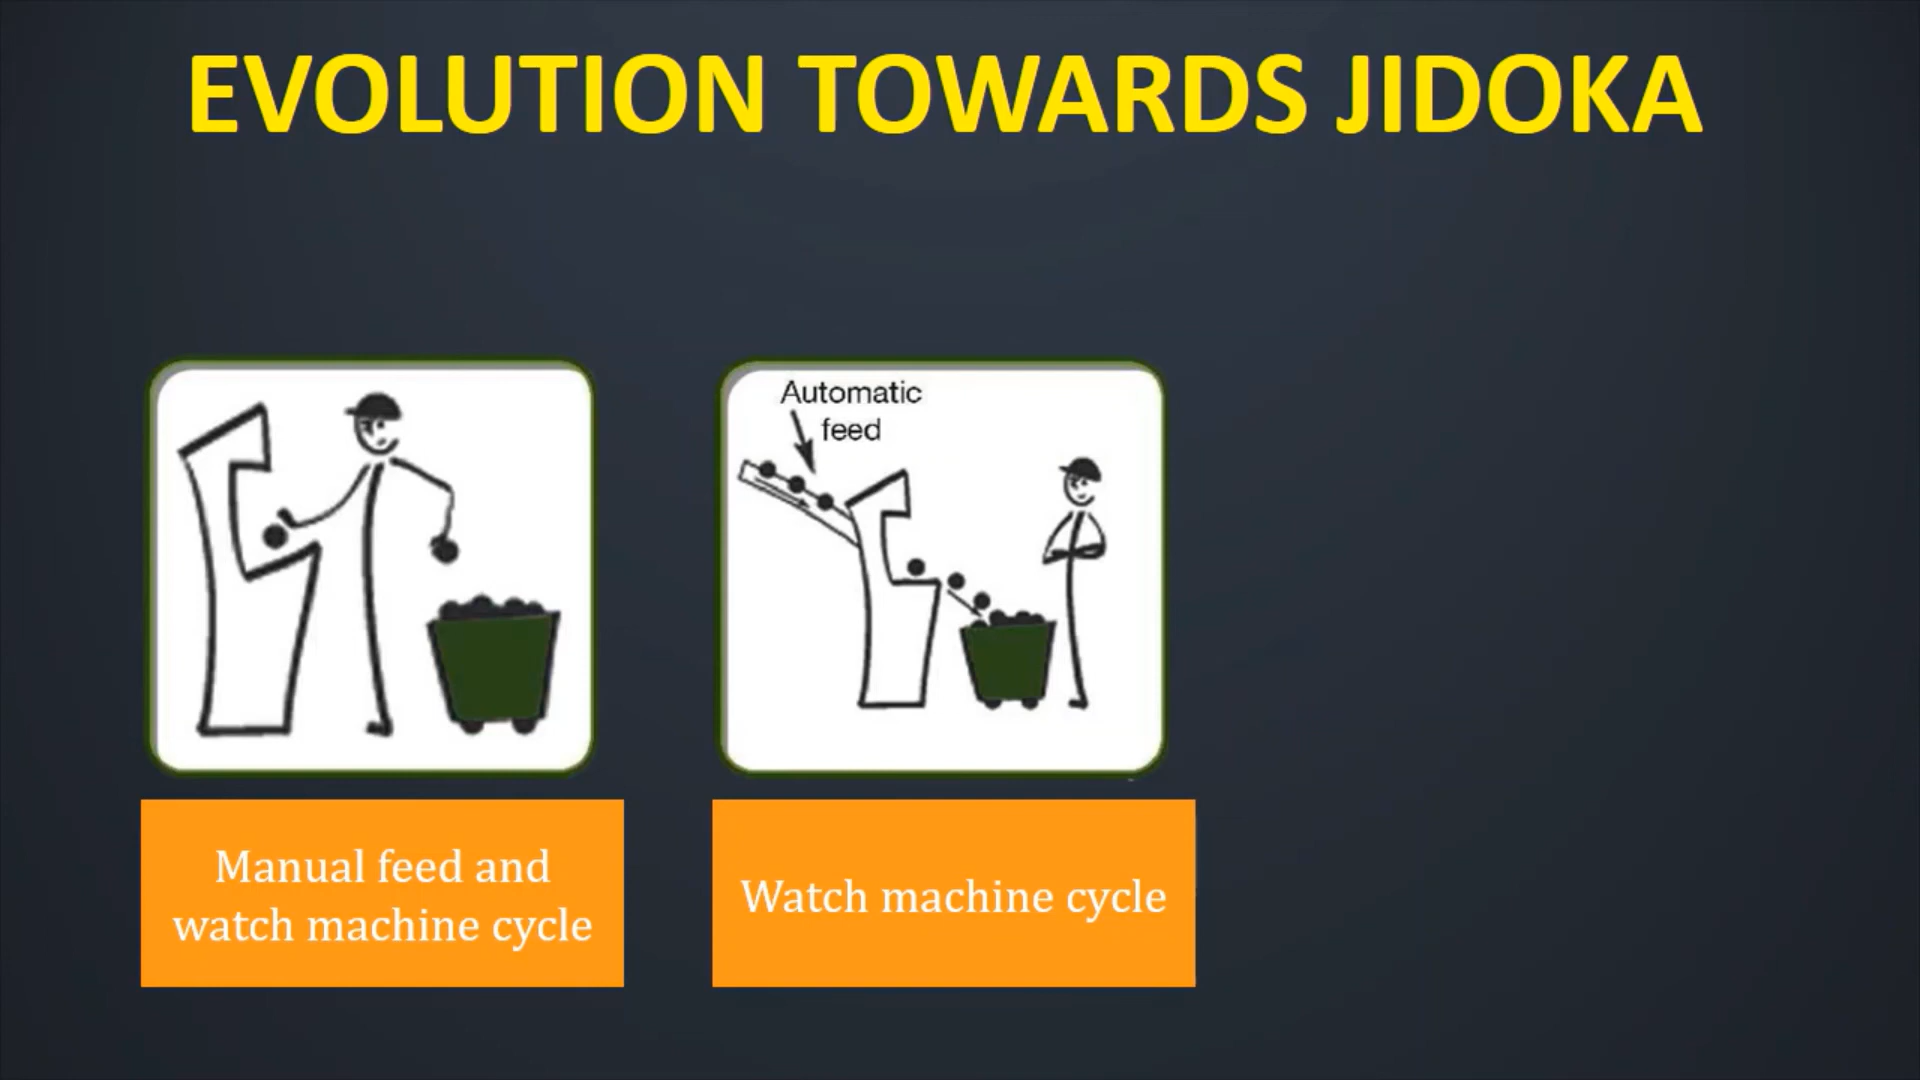 EVOLUTION TOWARDS JIDOKA
Automatic
feed
Manual feed and
watch machine cycle
Watch machine cycle